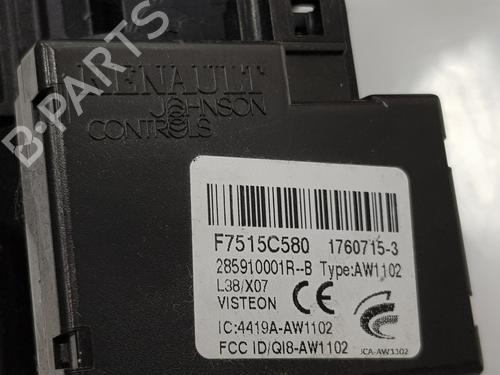 RENAULT
JOHNSON
CONTROLS
B-PARTS
F7515C580 1760715-3
285910001R--B Type:AW1102
L38/X07
VISTEON CE
IC:4419A-AW1102
FCC ID/QI8-AW1102 JCA-AW1102